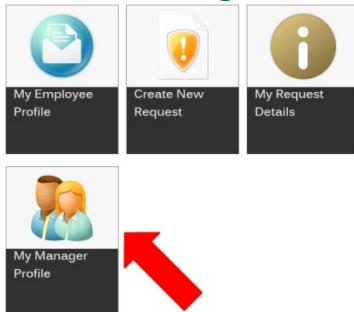 My Employee
Profile
Create New
Request
My Request
Details
My Manager
Profile